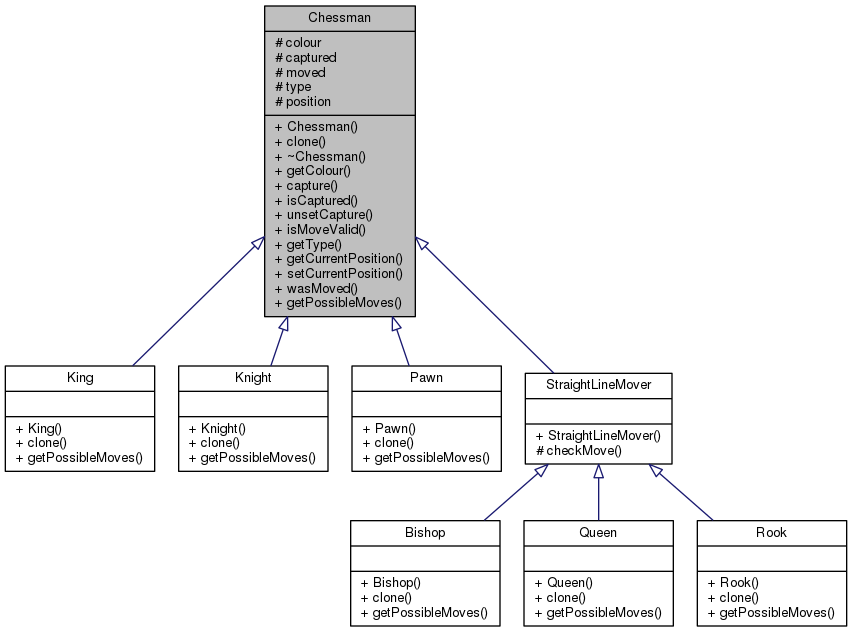 Chessman
# colour
# captured
# moved
# type
# position
+ Chessman()
+ clone()
+ ~Chessman()
+ getColour()
+ capture()
+ isCaptured()
+ unsetCapture()
+ isMoveValid()
+ getType()
+ getCurrentPosition()
+ setCurrentPosition()
+ wasMoved()
+ getPossibleMoves()
King
+ King()
+ clone()
+ getPossibleMoves()
Knight
+ Knight()
+ clone()
+ getPossibleMoves()
Pawn
+ Pawn()
+ clone()
+ getPossibleMoves()
StraightLineMover
+ StraightLineMover()
# checkMove()
Bishop
+ Bishop()
+ clone()
+ getPossibleMoves()
Queen
+ Queen()
+ clone()
+ getPossibleMoves()
Rook
+ Rook()
+ clone()
+ getPossibleMoves()